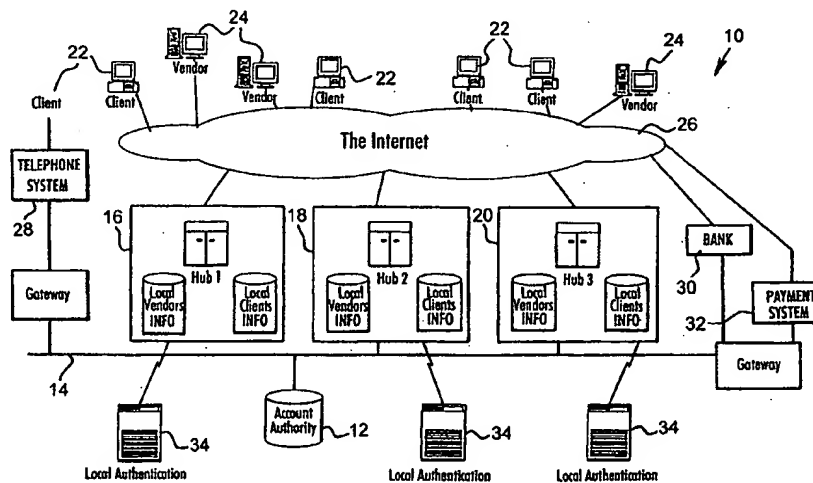 24
22
24
22
10
22
Vendor
24
Client
Client
Vendor
22
Client
Client
Client
Vendor
26
The Internet
TELEPHONE
SYSTEM
28
16
18
20
BANK
30
Hub 1
Hub 2
Hub 3
Gateway
Local
Vendors
INFO
Local
Clients
INFO
Local
Vendors
INFO
Local
Clients
INFO
Local
Vendors
INFO
Local
Clients
INFO
PAYMENT
SYSTEM
32
Gateway
14
Account
Authority
12
34
34
34
Local Authentication
Local Authentication
Local Authentication